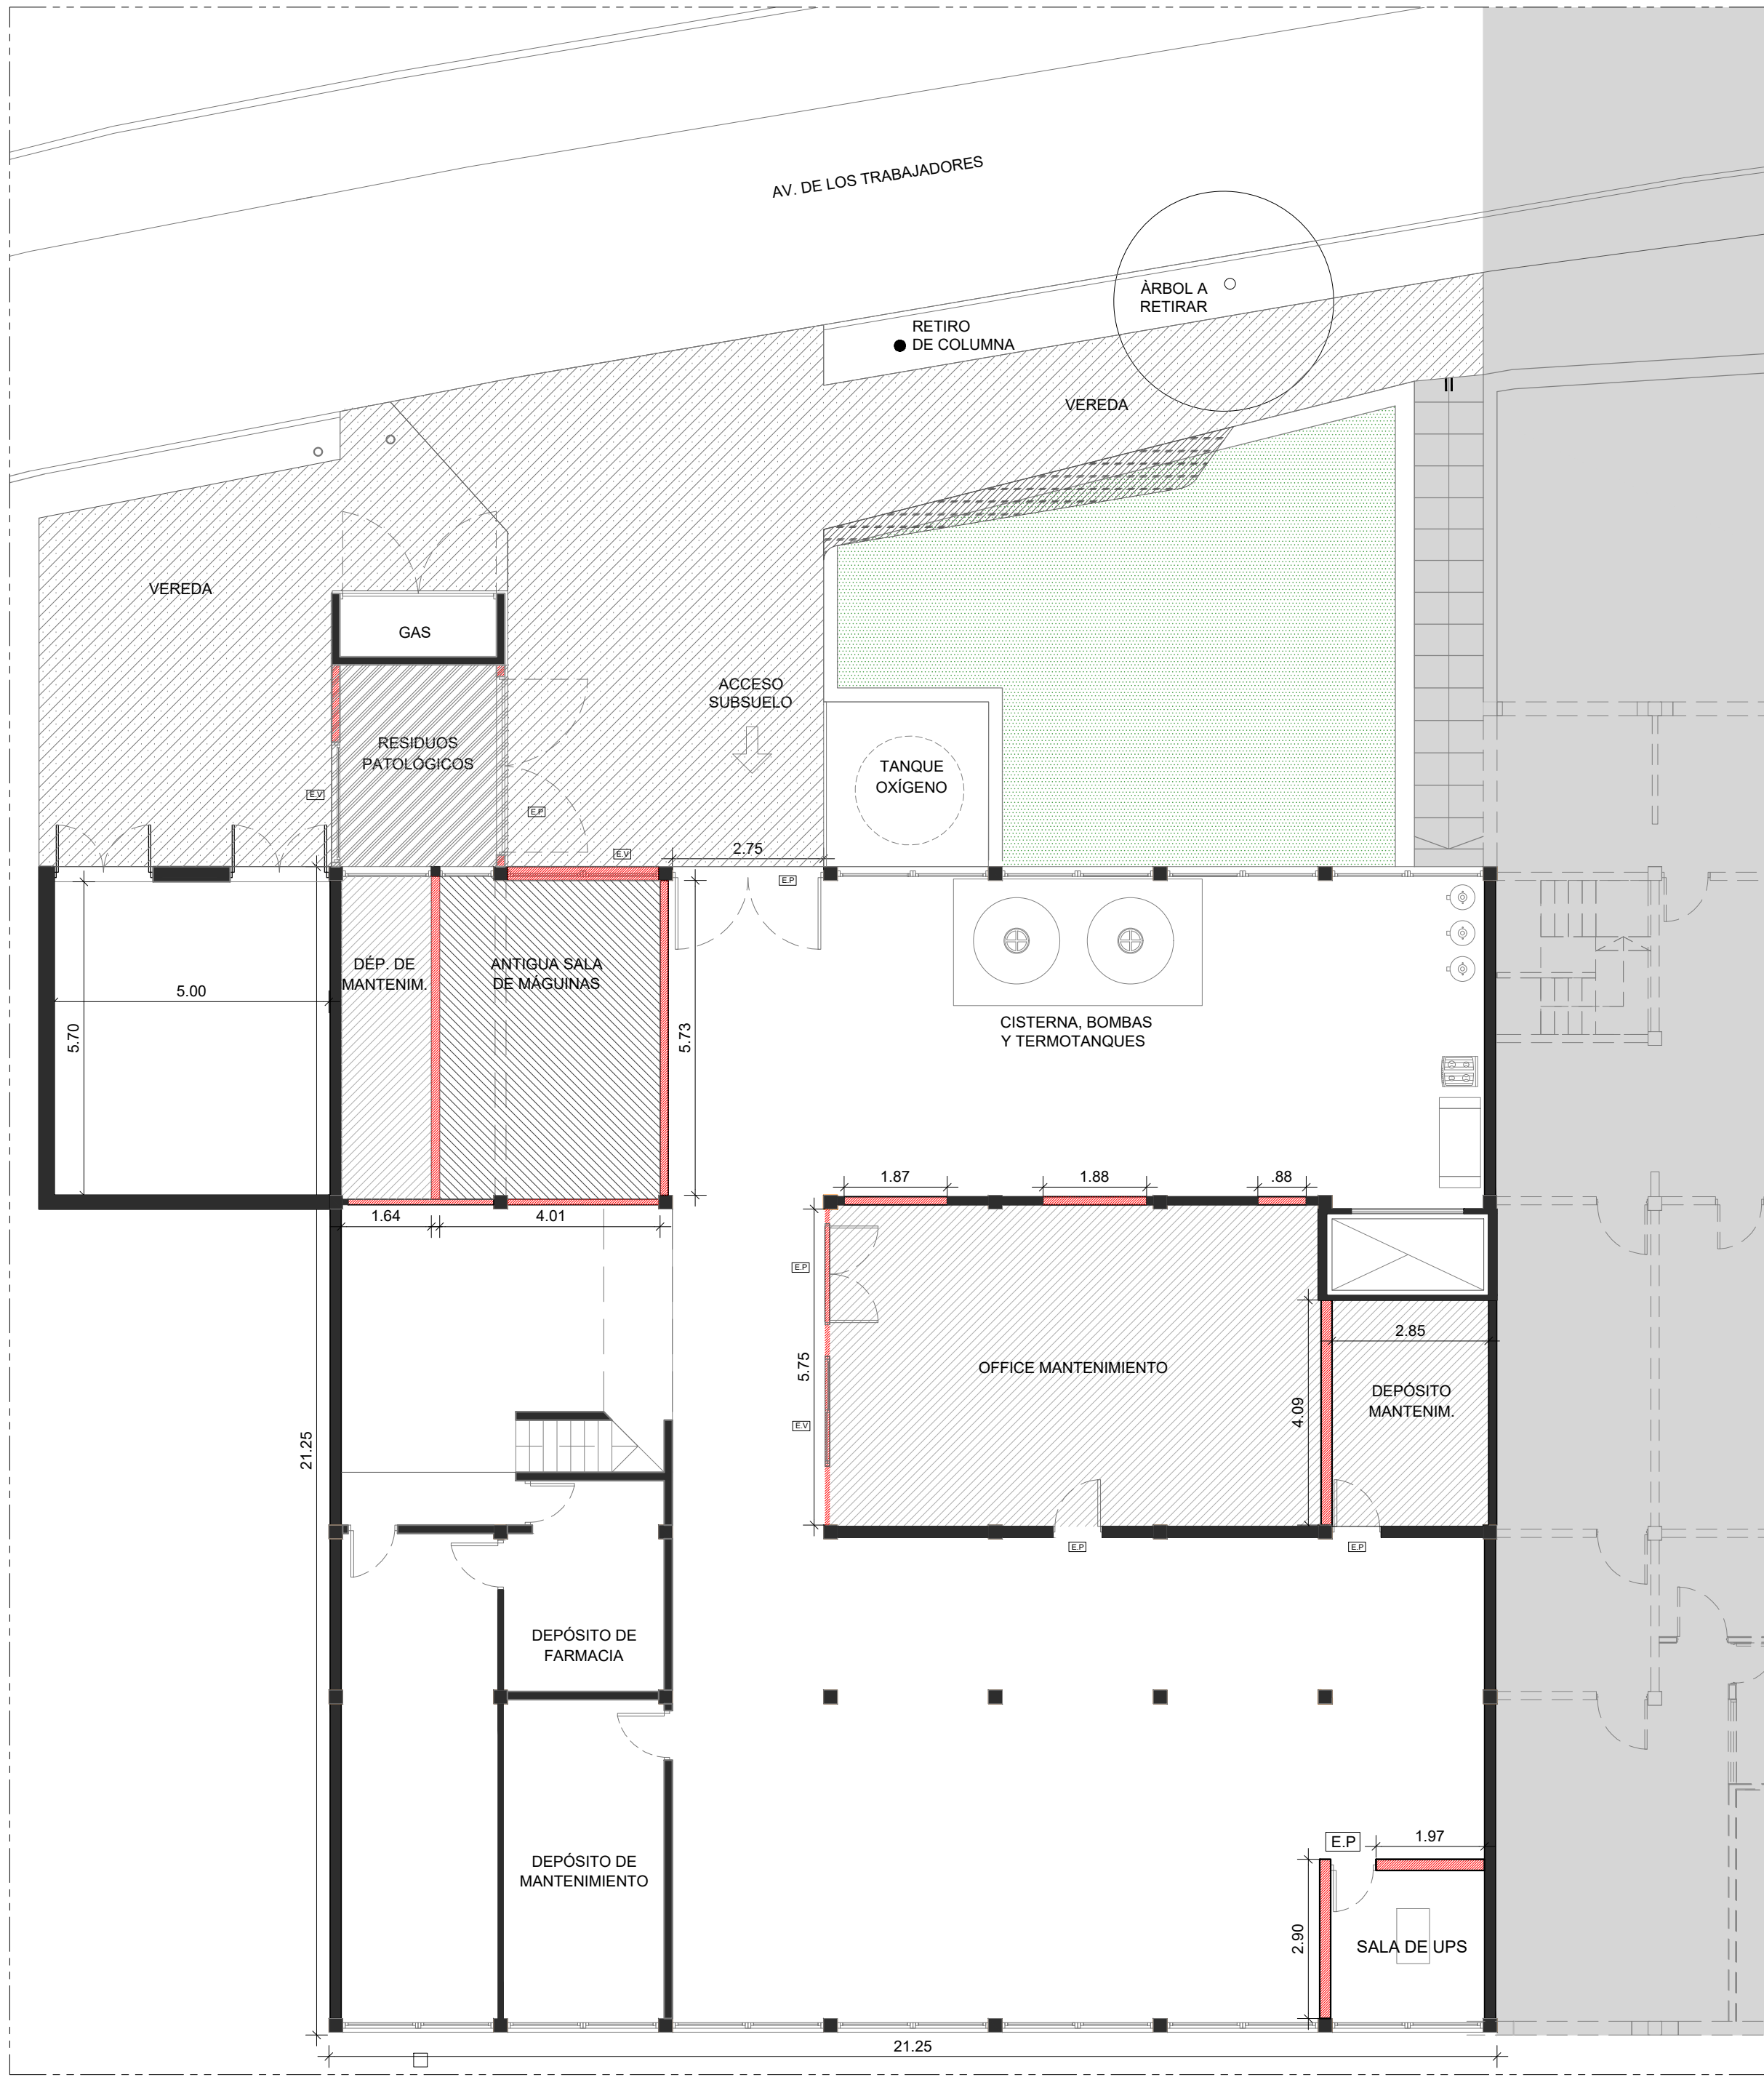 AV. DE LOS TRABAJADORES
ÀRBOL A
RETIRAR
RETIRO
DE COLUMNA
VEREDA
VEREDA
GAS
ACCESO
SUBSUELO
RESIDUOS
PATOLÓGICOS
TANQUE
OXÍGENO
E.V
E.P
E.V
2.75
E.P
DÉP. DE
MANTENIM.
ANTIGUA SALA
DE MÁQUINAS
5.00
5.70
5.73
CISTERNA, BOMBAS
Y TERMOTANQUES
1.87
1.88
.88
1.64
4.01
E.P
2.85
5.75
OFFICE MANTENIMIENTO
4.09
DEPÓSITO
MANTENIM.
E.V
21.25
E.P
E.P
DEPÓSITO DE
FARMACIA
E.P
1.97
DEPÓSITO DE
MANTENIMIENTO
2.90
SALA DE UPS
21.25